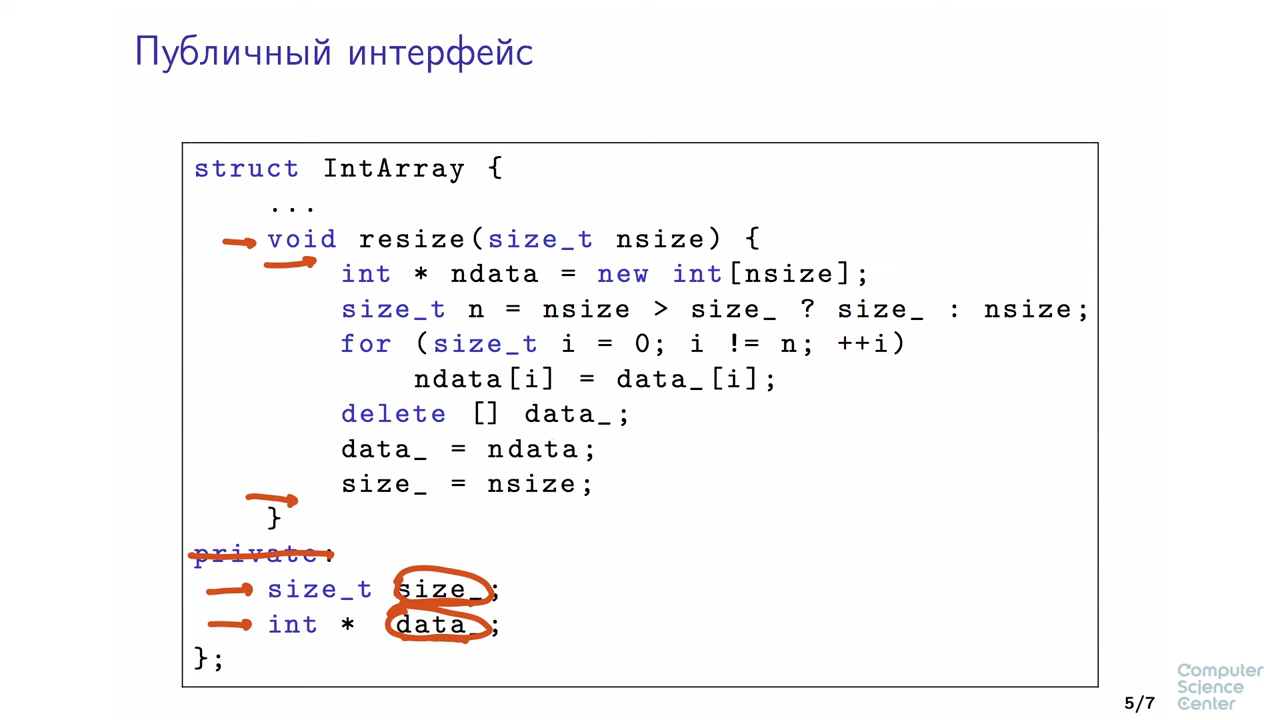 Публичный интерфейс
struct IntArray {
...
void resize(size_t nsize) {
int * ndata = new int[nsize];
size_t n = nsize > size_ ? size_ : nsize;
for (size_t i = 0; i != n; ++i)
ndata[i] = data_[i];
delete [] data_;
data_ = ndata;
size_ = nsize;
}
private:
size_t size_;
int * data_;
};
5/7
Computer
Science
Center